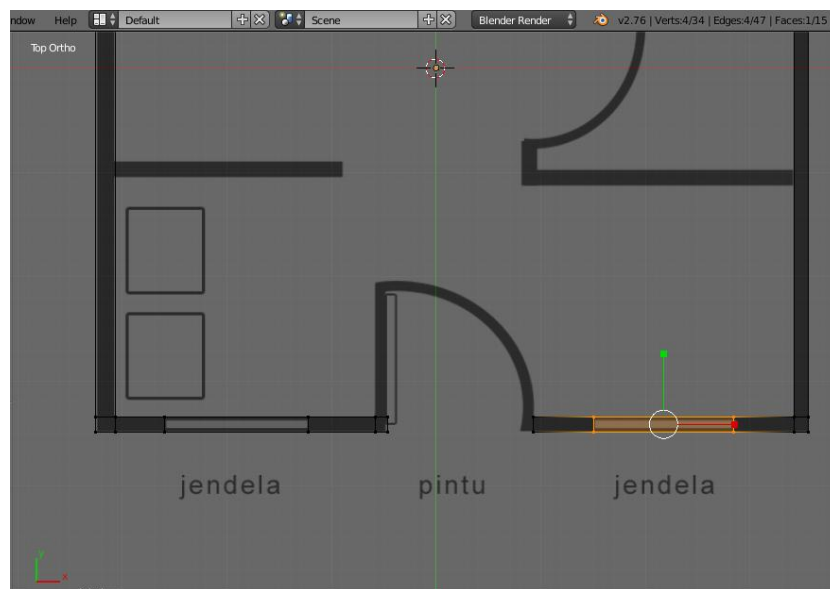 ndow Help Default Scene Blender Render v2.76 | Verts:4/34 | Edges:4/47 | Faces:1/15
Top Ortho
jendela pintu jendela
y
x